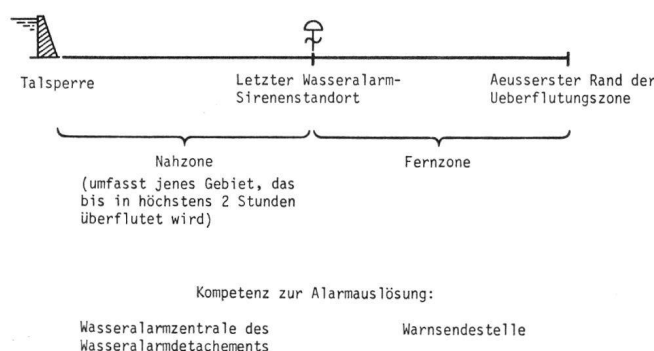 Talsperre
Letzter Wasseralarm-
Sirenenstandort
Aeusserster Rand der
Ueberflutungszone
Nahzone
(umfasst jenes Gebiet, das
bis in höchstens 2 Stunden
überflutet wird)
Fernzone
Kompetenz zur Alarmauslösung:
Wasseralarmzentrale des
Wasseralarmdetachements
Warnsendestelle